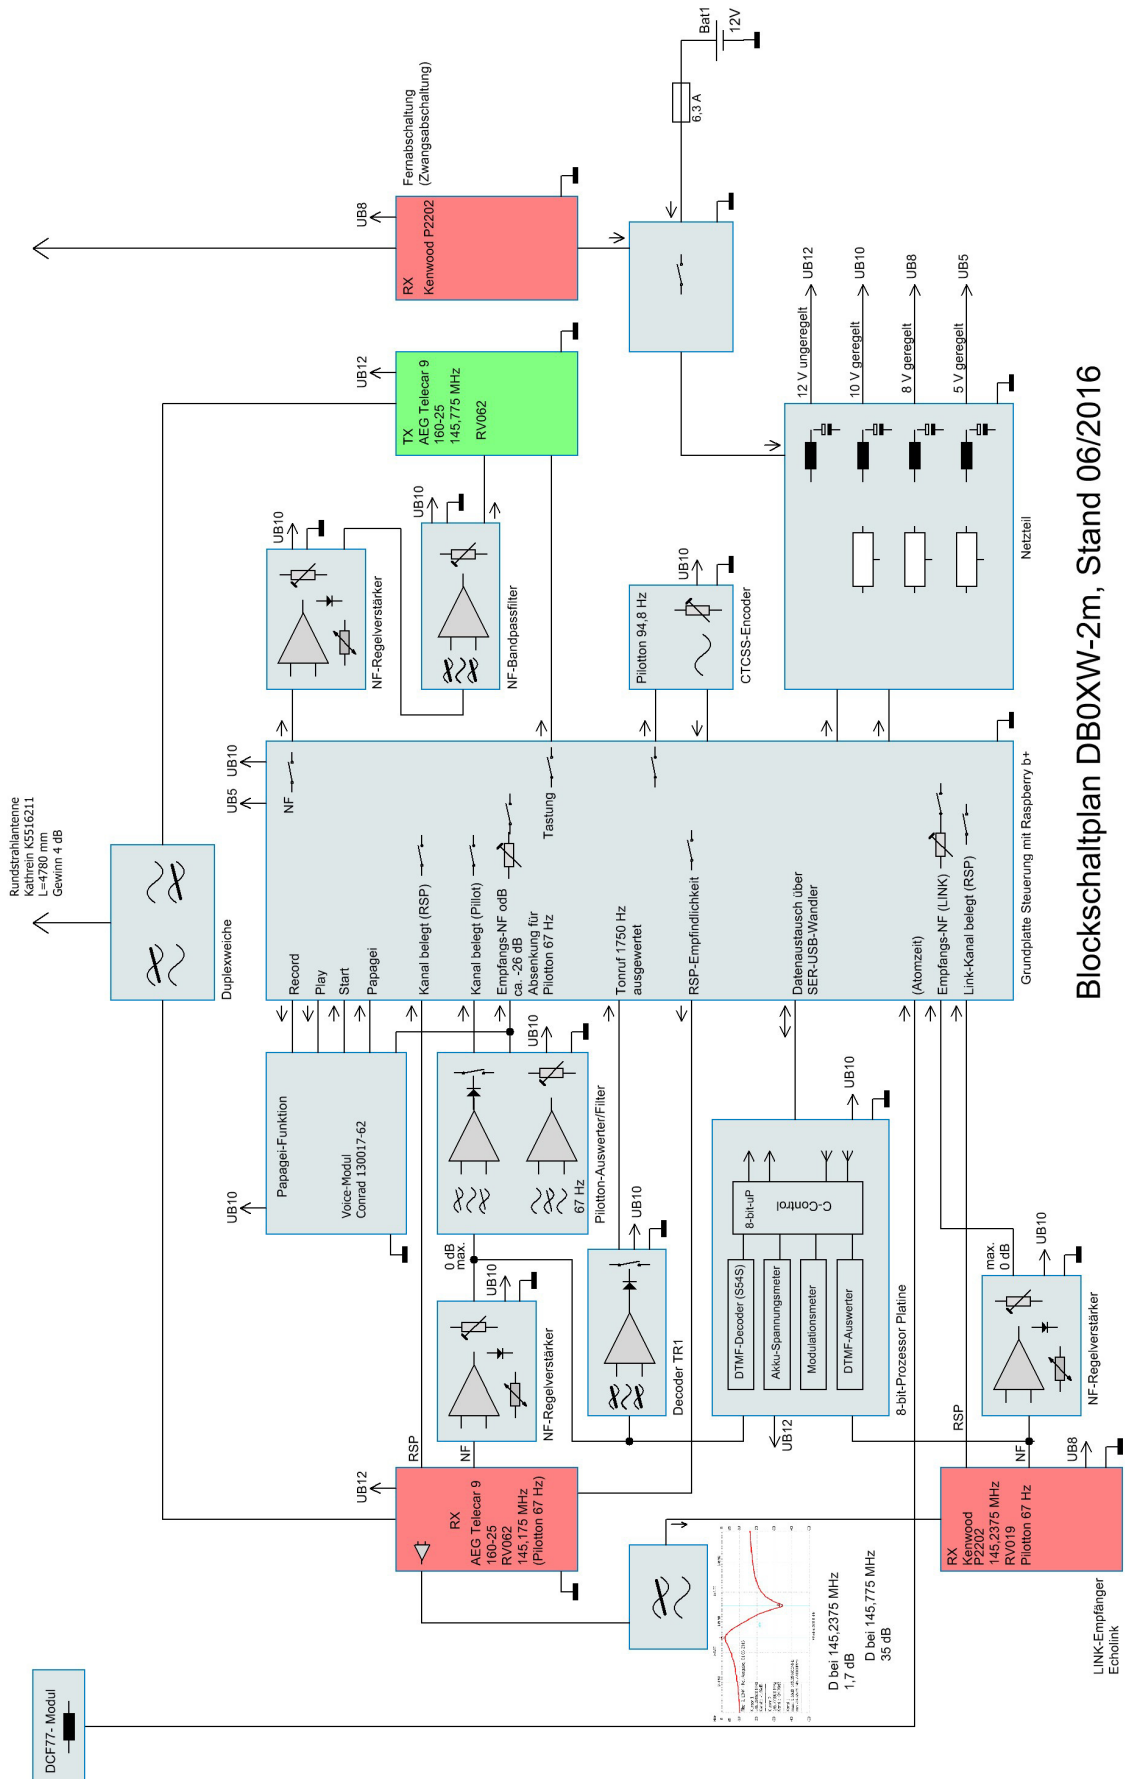 Rundstrahlantenne
Kathrein K5516211
L=4780 mm
Gewinn 4 dB
Duplexweiche
DCF77- Modul
UB10
Papagei-Funktion
Voice-Modul
Conrad 130017-62
Record
Play
Start
Papagei
Kanal belegt (RSP)
Kanal belegt (Pillot)
Empfangs-NF odB
ca. -26 dB
Absenkung für
Pilotton 67 Hz
Tonruf 1750 Hz
ausgewertet
RSP-Empfindlichkeit
Datenaustausch über
SER-USB-Wandler
(Atomzeit)
Empfangs-NF (LINK)
Link-Kanal belegt (RSP)
UB5
UB10
NF
Tastung
Grundplatte Steuerung mit Raspberry b+
UB10
NF-Regelverstärker
UB10
NF-Bandpassfilter
UB12
TX
AEG Telecar 9
160-25
145,775 MHz
RV062
UB8
RX
Kenwood P2202
Fernabschaltung
(Zwangsabschaltung)
Bat1
12V
6,3 A
Pilotton 94,8 Hz
UB10
CTCSS-Encoder
12 V ungeregelt
UB12
10 V geregelt
UB10
8 V geregelt
UB8
5 V geregelt
UB5
Netzteil
0 dB
max.
67 Hz
UB10
Pilotton-Auswerter/Filter
UB10
NF-Regelverstärker
UB10
Decoder TR1
RSP
NF
UB12
RX
AEG Telecar 9
160-25
RV062
145,175 MHz
(Pilotton 67 Hz)
8-bit-uP
C-Control
DTMF-Decoder (S54S)
Akku-Spannungsmeter
Modulationsmeter
DTMF-Auswerter
UB10
UB12
8-bit-Prozessor Platine
max.
0 dB
UB10
NF-Regelverstärker
RSP
NF
UB8
RX
Kenwood
P2202
145,2375 MHz
RV019
Pilotton 67 Hz
LINK-Empfänger
Echolink
D bei 145,2375 MHz
1,7 dB
D bei 145,775 MHz
35 dB
Blockschaltplan DB0XW-2m, Stand 06/2016